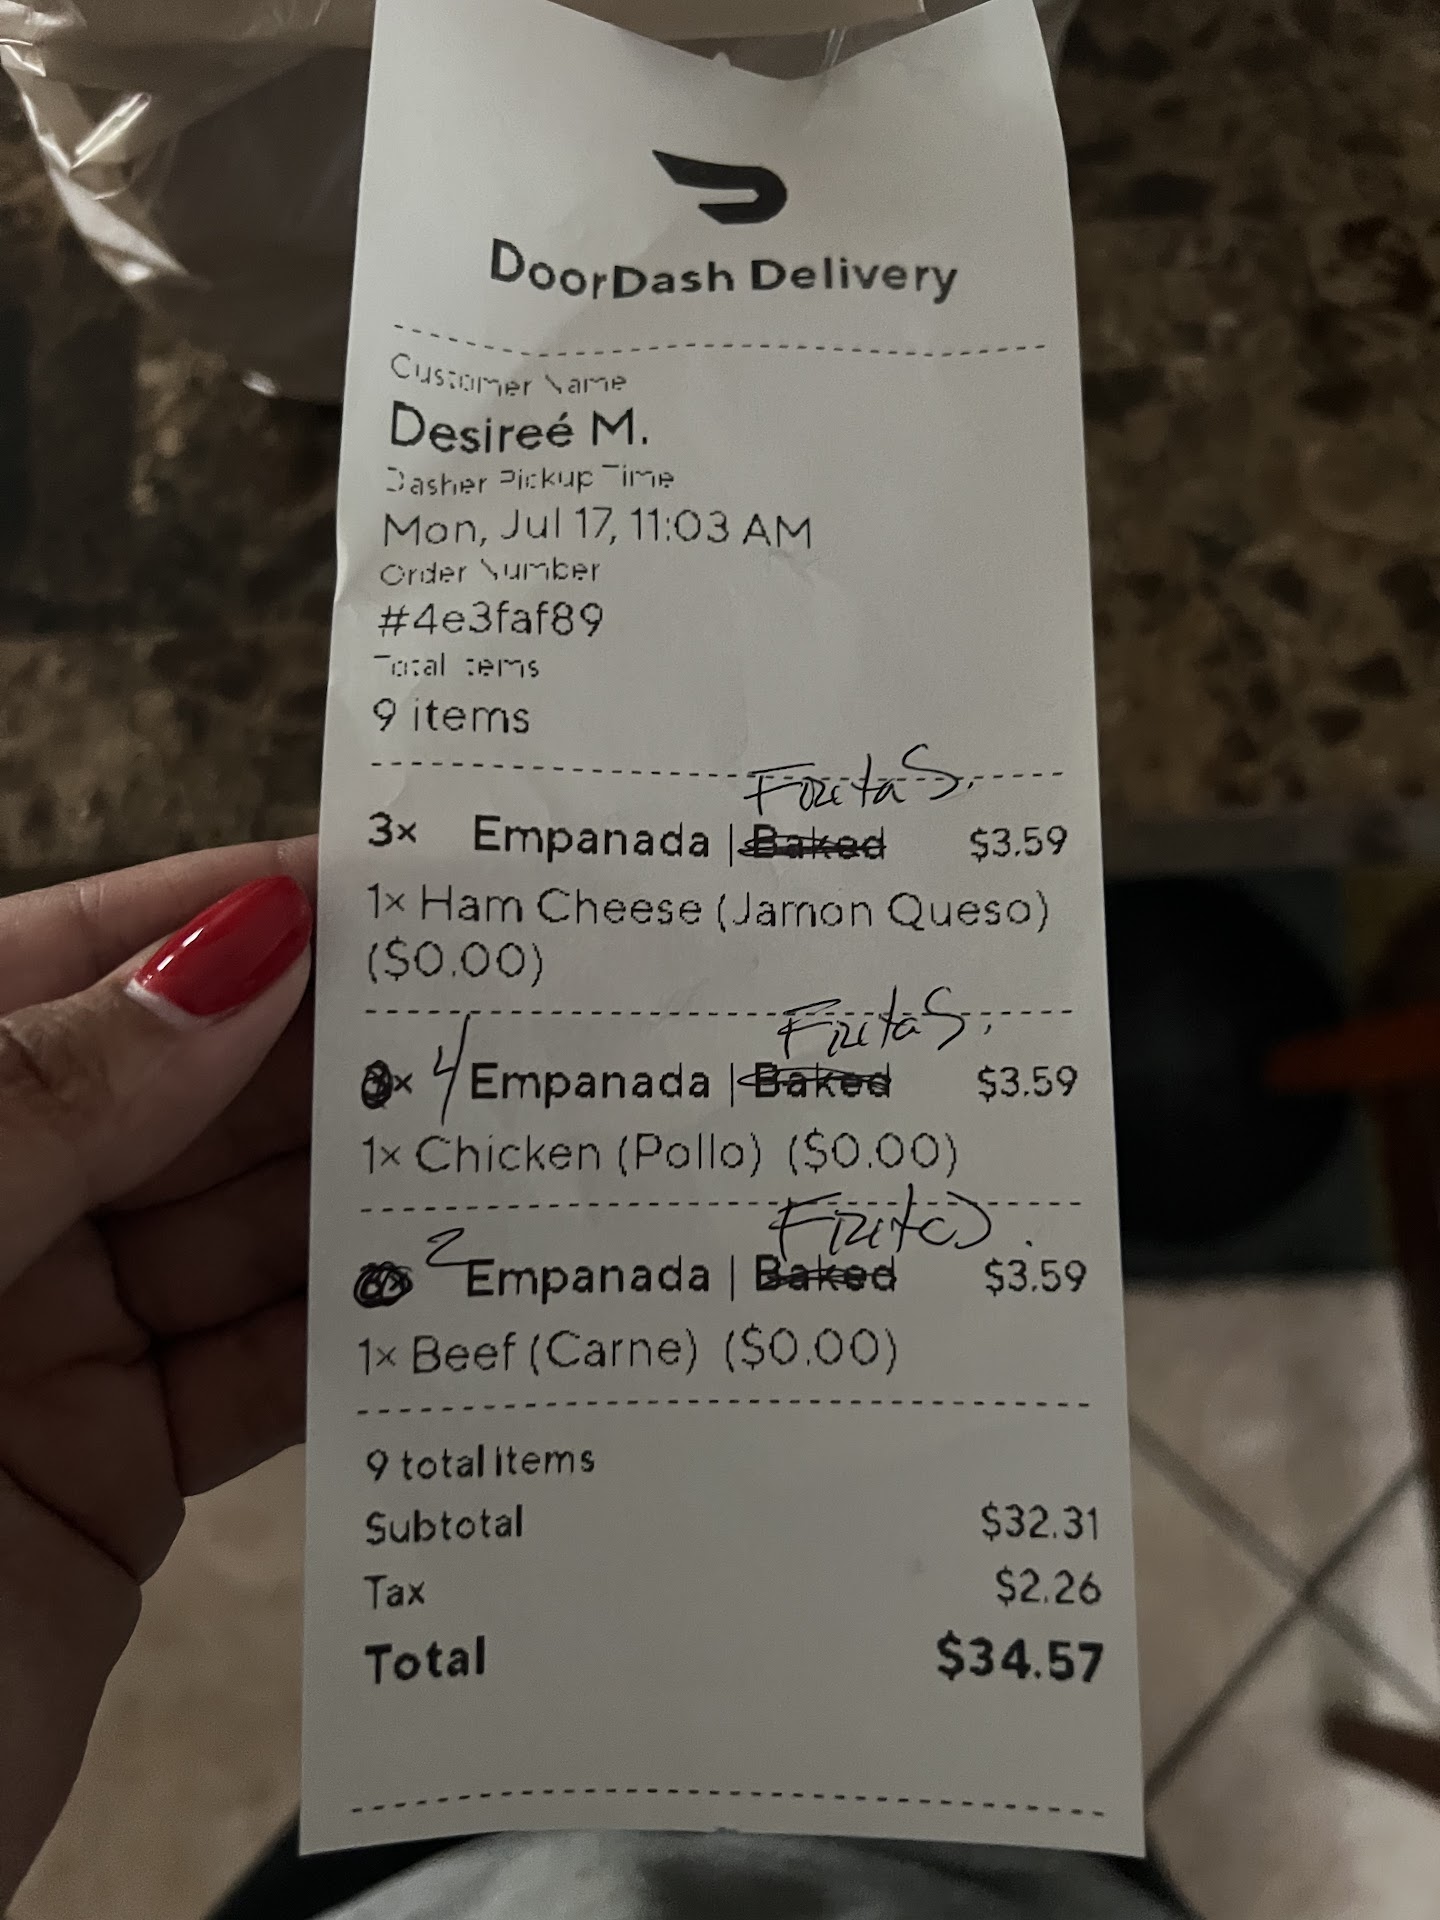 DoorDash Delivery
Customer Name
Desireé M.
Dasher Pickup Time
Mon, Jul 17, 11:03 AM
Order Number
#4e3faf89
Total Items
9 items
Fritas.
3x Empanada | Baked $3.59
1x Ham Cheese (Jamon Queso)
($0.00)
Fritas.
3x 4 Empanada | Baked $3.59
1x Chicken (Pollo) ($0.00)
Fritas.
2 Empanada | Baked $3.59
1x Beef (Carne) ($0.00)
9 total items
Subtotal $32.31
Tax $2.26
Total $34.57